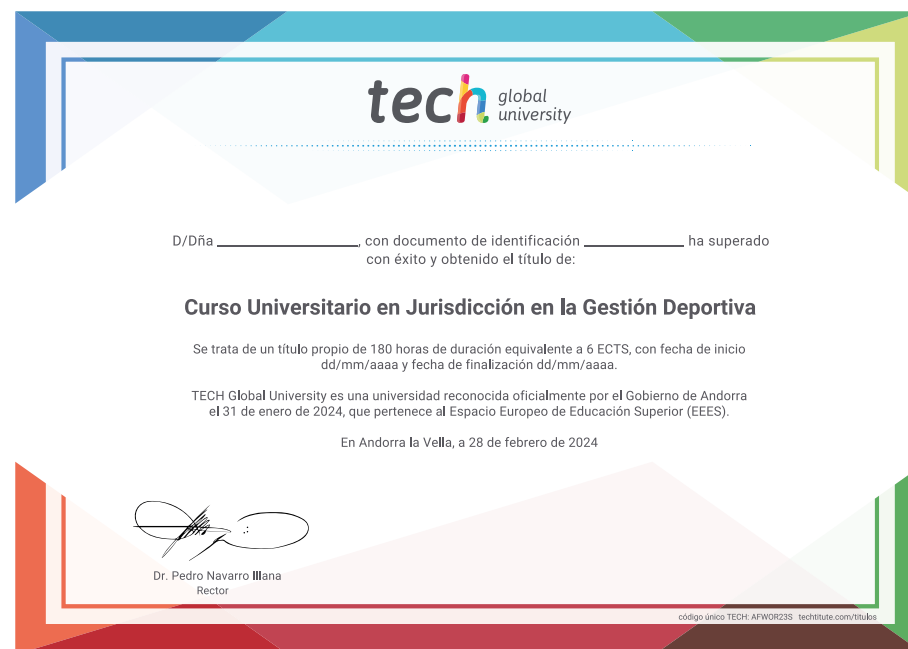 tech global university
D/Dña ____________, con documento de identificación ____________ ha superado
con éxito y obtenido el título de:
Curso Universitario en Jurisdicción en la Gestión Deportiva
Se trata de un título propio de 180 horas de duración equivalente a 6 ECTS, con fecha de inicio
dd/mm/aaaa y fecha de finalización dd/mm/aaaa.
TECH Global University es una universidad reconocida oficialmente por el Gobierno de Andorra
el 31 de enero de 2024, que pertenece al Espacio Europeo de Educación Superior (EEES).
En Andorra la Vella, a 28 de febrero de 2024
Dr. Pedro Navarro Illana
Rector
código único TECH: AFWOR23S techtitute.com/titulos